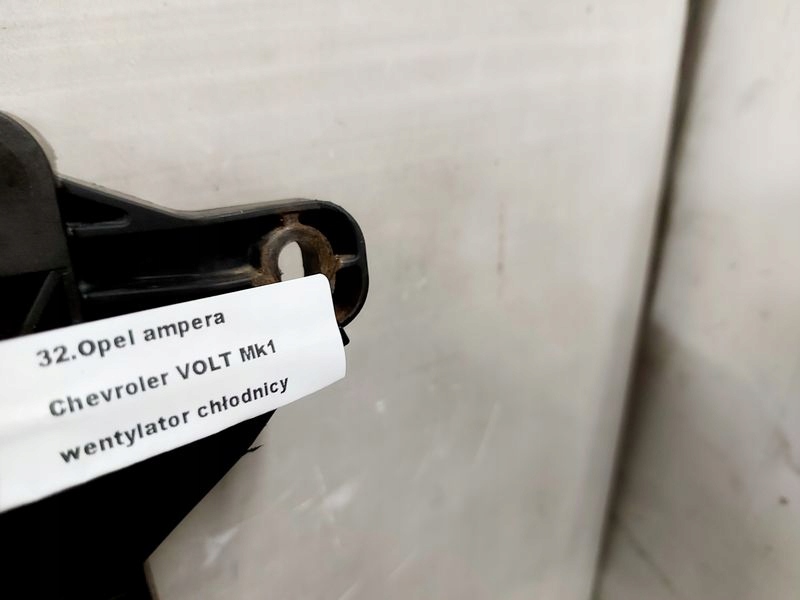 32.Opel ampera
Chevroler VOLT Mk1
wentylator chłodnicy